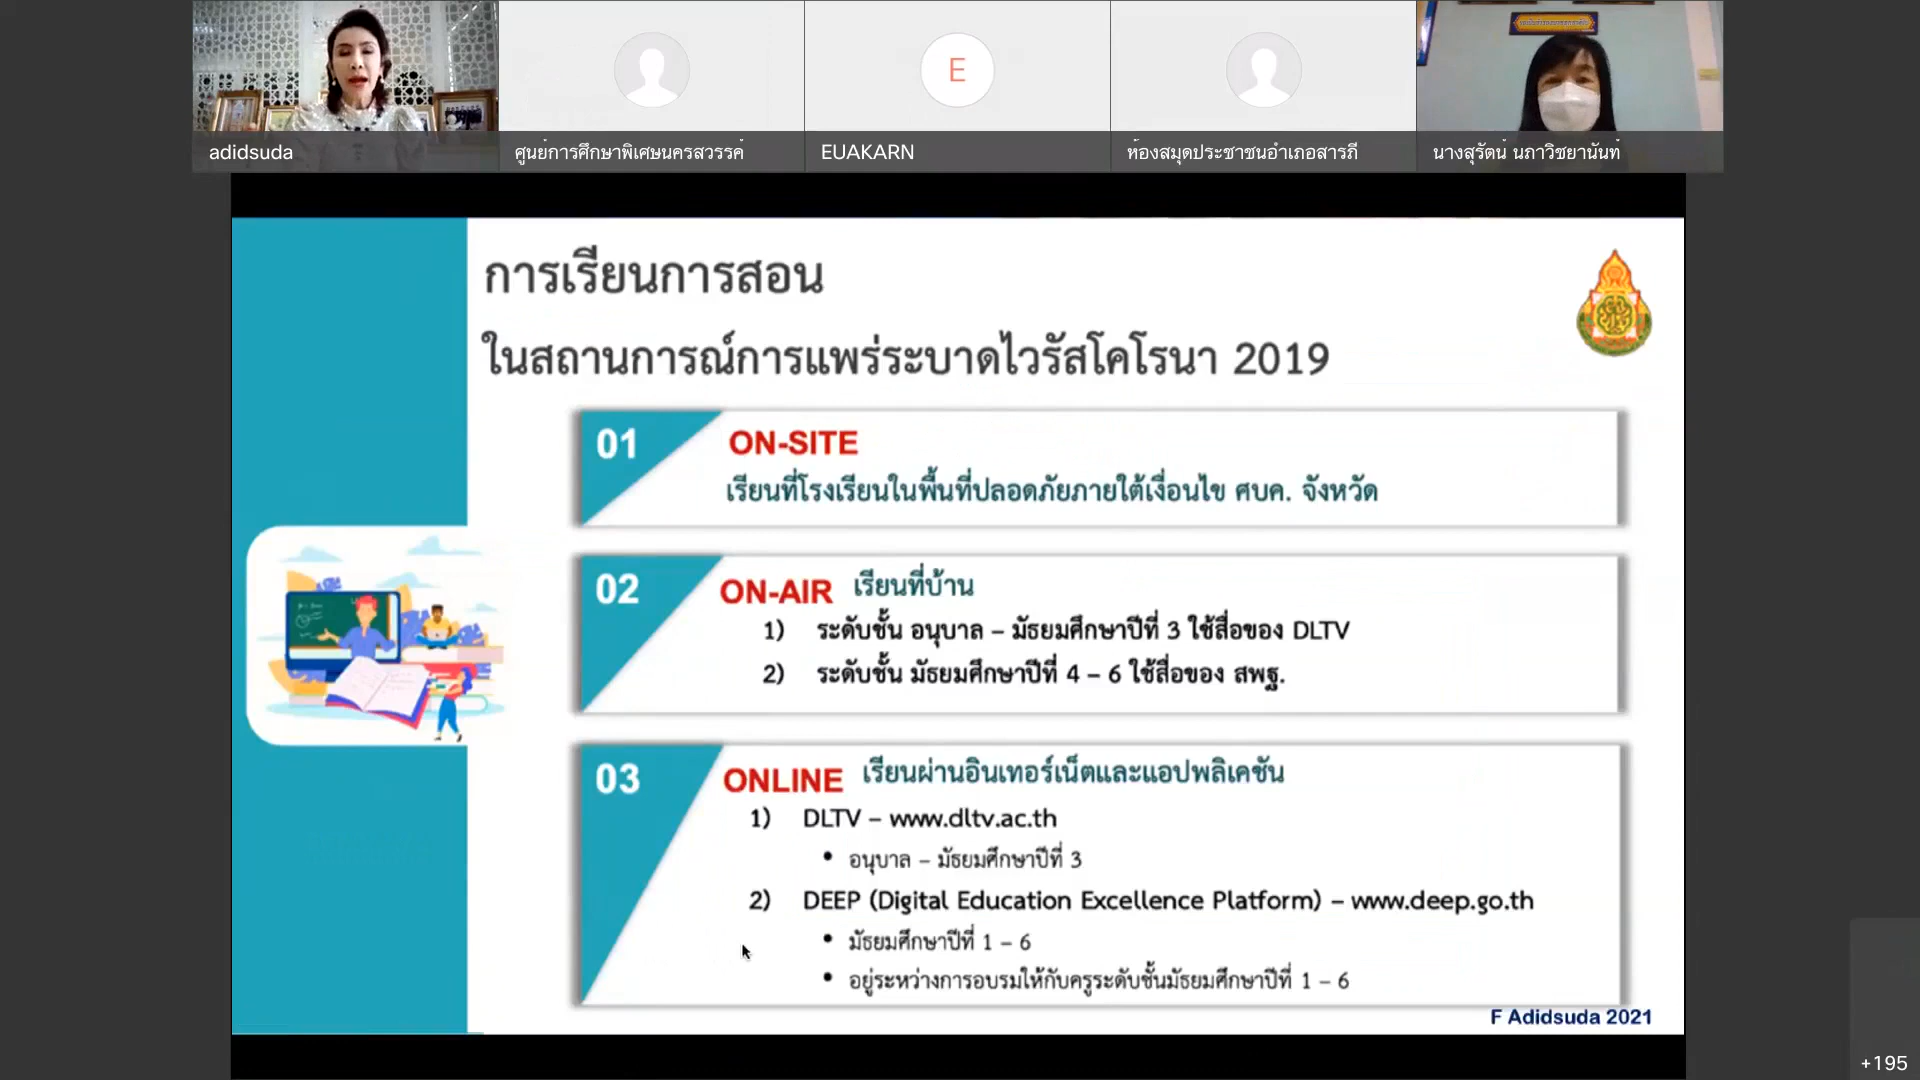 adidsuda
ศูนย์การศึกษาพิเศษนครสวรรค์
E
EUAKARN
ห้องสมุดประชาชนอำเภอสารภี
นางสุรัตน์ นภาวิชยานันท์
การเรียนการสอน
ในสถานการณ์การแพร่ระบาดไวรัสโคโรนา 2019
01
ON-SITE
เรียนที่โรงเรียนในพื้นที่ปลอดภัยภายใต้เงื่อนไข ศบค. จังหวัด
02
ON-AIR เรียนที่บ้าน
1) ระดับชั้น อนุบาล – มัธยมศึกษาปีที่ 3 ใช้สื่อของ DLTV
2) ระดับชั้น มัธยมศึกษาปีที่ 4 – 6 ใช้สื่อของ สพฐ.
03
ONLINE เรียนผ่านอินเทอร์เน็ตและแอปพลิเคชัน
1) DLTV – www.dltv.ac.th
• อนุบาล – มัธยมศึกษาปีที่ 3
2) DEEP (Digital Education Excellence Platform) – www.deep.go.th
• มัธยมศึกษาปีที่ 1 – 6
• อยู่ระหว่างการอบรมให้กับครูระดับชั้นมัธยมศึกษาปีที่ 1 – 6
F Adidsuda 2021
+195